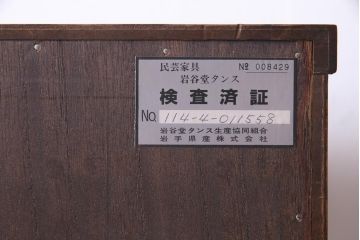 民芸家具 № 008429
岩谷堂タンス
検査済証
No. 114-4-011558
岩谷堂タンス生産協同組合
岩手県産株式会社